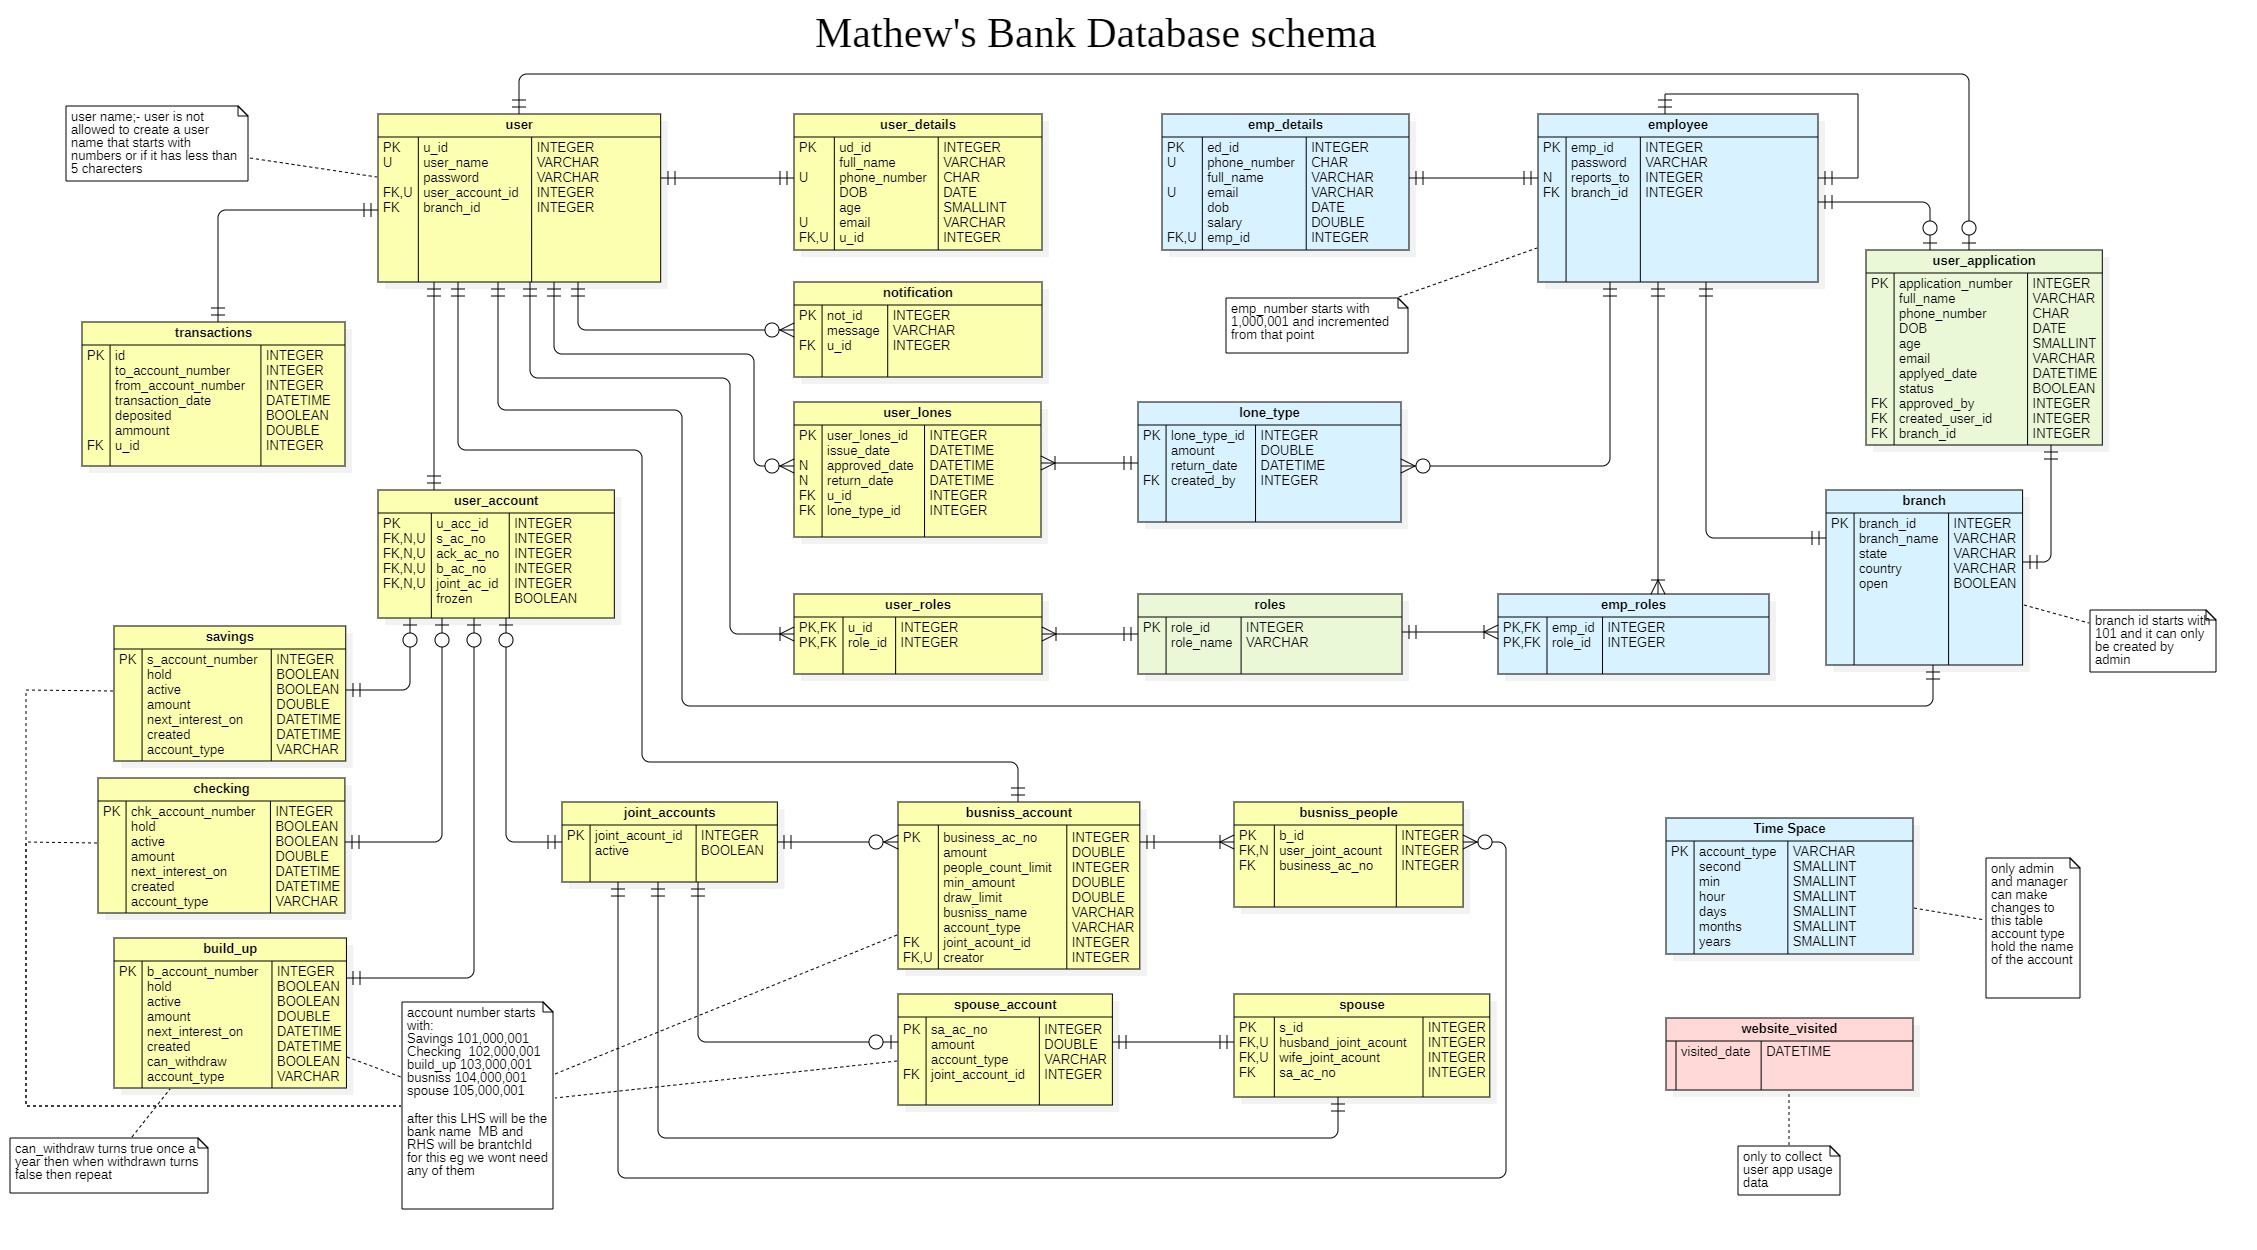 Mathew's Bank Database schema
user name;- user is not
allowed to create a user
name that starts with
numbers or if it has less than
5 charecters
user
PK u_id INTEGER
U user_name VARCHAR
password VARCHAR
FK,U user_account_id INTEGER
FK branch_id INTEGER
user_details
PK ud_id INTEGER
full_name VARCHAR
U phone_number CHAR
DOB DATE
age SMALLINT
U email VARCHAR
FK,U u_id INTEGER
emp_details
PK ed_id INTEGER
U phone_number CHAR
full_name VARCHAR
U email VARCHAR
dob DATE
salary DOUBLE
FK,U emp_id INTEGER
employee
PK emp_id INTEGER
password VARCHAR
N reports_to INTEGER
FK branch_id INTEGER
user_application
PK application_number INTEGER
full_name VARCHAR
phone_number CHAR
DOB DATE
age SMALLINT
email VARCHAR
applyed_date DATETIME
status BOOLEAN
FK approved_by INTEGER
FK created_user_id INTEGER
FK branch_id INTEGER
notification
PK not_id INTEGER
message VARCHAR
FK u_id INTEGER
emp_number starts with
1,000,001 and incremented
from that point
transactions
PK id INTEGER
to_account_number INTEGER
from_account_number INTEGER
transaction_date DATETIME
deposited BOOLEAN
ammount DOUBLE
FK u_id INTEGER
user_lones
PK user_lones_id INTEGER
issue_date DATETIME
N approved_date DATETIME
N return_date DATETIME
FK u_id INTEGER
FK lone_type_id INTEGER
lone_type
PK lone_type_id INTEGER
amount DOUBLE
return_date DATETIME
FK created_by INTEGER
user_account
PK u_acc_id INTEGER
FK,N,U s_ac_no INTEGER
FK,N,U ack_ac_no INTEGER
FK,N,U b_ac_no INTEGER
FK,N,U joint_ac_id INTEGER
frozen BOOLEAN
branch
PK branch_id INTEGER
branch_name VARCHAR
state VARCHAR
country VARCHAR
open BOOLEAN
branch id starts with
101 and it can only
be created by
admin
user_roles
PK,FK u_id INTEGER
PK,FK role_id INTEGER
roles
PK role_id INTEGER
role_name VARCHAR
emp_roles
PK,FK emp_id INTEGER
PK,FK role_id INTEGER
savings
PK s_account_number INTEGER
hold BOOLEAN
active BOOLEAN
amount DOUBLE
next_interest_on DATETIME
created DATETIME
account_type VARCHAR
checking
PK chk_account_number INTEGER
hold BOOLEAN
active BOOLEAN
amount DOUBLE
next_interest_on DATETIME
created DATETIME
account_type VARCHAR
joint_accounts
PK joint_acount_id INTEGER
active BOOLEAN
busniss_account
PK business_ac_no INTEGER
amount DOUBLE
people_count_limit INTEGER
min_amount DOUBLE
draw_limit DOUBLE
busniss_name VARCHAR
account_type VARCHAR
FK joint_acount_id INTEGER
FK,U creator INTEGER
busniss_people
PK b_id INTEGER
FK,N user_joint_acount INTEGER
FK business_ac_no INTEGER
Time Space
PK account_type VARCHAR
second SMALLINT
min SMALLINT
hour SMALLINT
days SMALLINT
months SMALLINT
years SMALLINT
only admin
and manager
can make
changes to
this table
account type
hold the name
of the account
build_up
PK b_account_number INTEGER
hold BOOLEAN
active BOOLEAN
amount DOUBLE
next_interest_on DATETIME
created DATETIME
can_withdraw BOOLEAN
account_type VARCHAR
account number starts
with:
Savings 101,000,001
Checking 102,000,001
build_up 103,000,001
busniss 104,000,001
spouse 105,000,001
after this LHS will be the
bank name MB and
RHS will be brantchId
for this eg we wont need
any of them
spouse_account
PK sa_ac_no INTEGER
amount DOUBLE
account_type VARCHAR
FK joint_account_id INTEGER
spouse
PK s_id INTEGER
FK,U husband_joint_acount INTEGER
FK,U wife_joint_acount INTEGER
FK sa_ac_no INTEGER
website_visited
visited_date DATETIME
can_withdraw turns true once a
year then when withdrawn turns
false then repeat
only to collect
user app usage
data